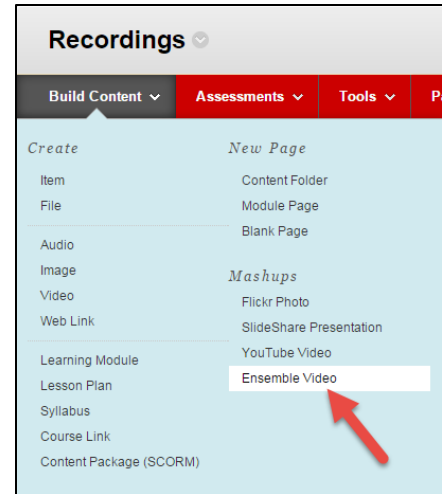 Recordings
Build Content
Assessments
Tools
Create
Item
File
Audio
Image
Video
Web Link
Learning Module
Lesson Plan
Syllabus
Course Link
Content Package (SCORM)
New Page
Content Folder
Module Page
Blank Page
Mashups
Flickr Photo
SlideShare Presentation
YouTube Video
Ensemble Video